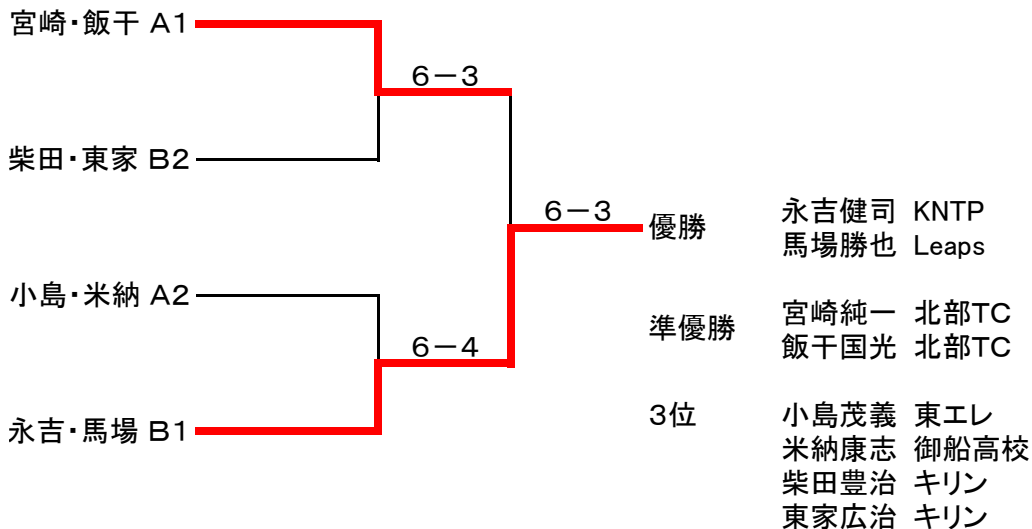 宮崎・飯干 A1
6－3
柴田・東家 B2
6－3
優勝
永吉健司 KNTP
馬場勝也 Leaps
小島・米納 A2
準優勝
宮崎純一 北部TC
飯干国光 北部TC
6－4
永吉・馬場 B1
3位
小島茂義 東エレ
米納康志 御船高校
柴田豊治 キリン
東家広治 キリン